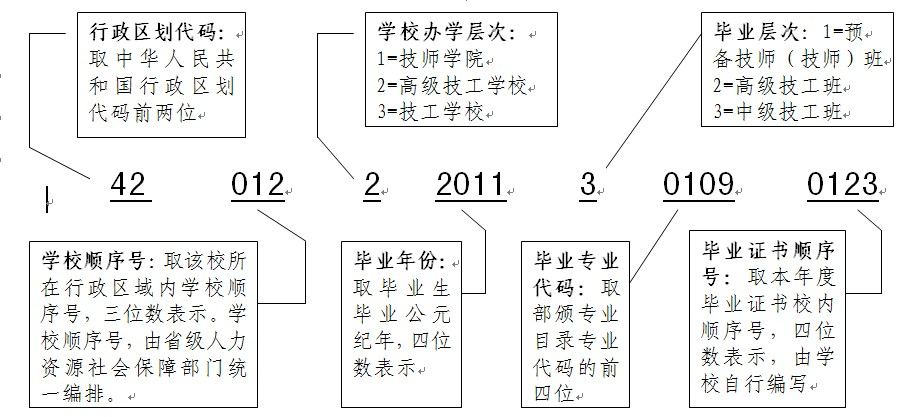 行政区划代码:
取中华人民共
和国行政区划
代码前两位
学校办学层次:
1=技师学院
2=高级技工学校
3=技工学校
毕业层次:1=预
备技师(技师)班
2=高级技工班
3=中级技工班
42 012 2 2011 3 0109 0123
学校顺序号:取该校所
在行政区域内学校顺
序号,三位数表示。学
校顺序号,由省级人力
资源社会保障部门统
一编排。
毕业年份:
取毕业生
毕业公元
纪年,四位
数表示
毕业专业
代码:取
部颁专业
目录专业
代码的前
四位
毕业证书顺序
号:取本年度
毕业证书校内
顺序号,四位
数表示,由学
校自行编写